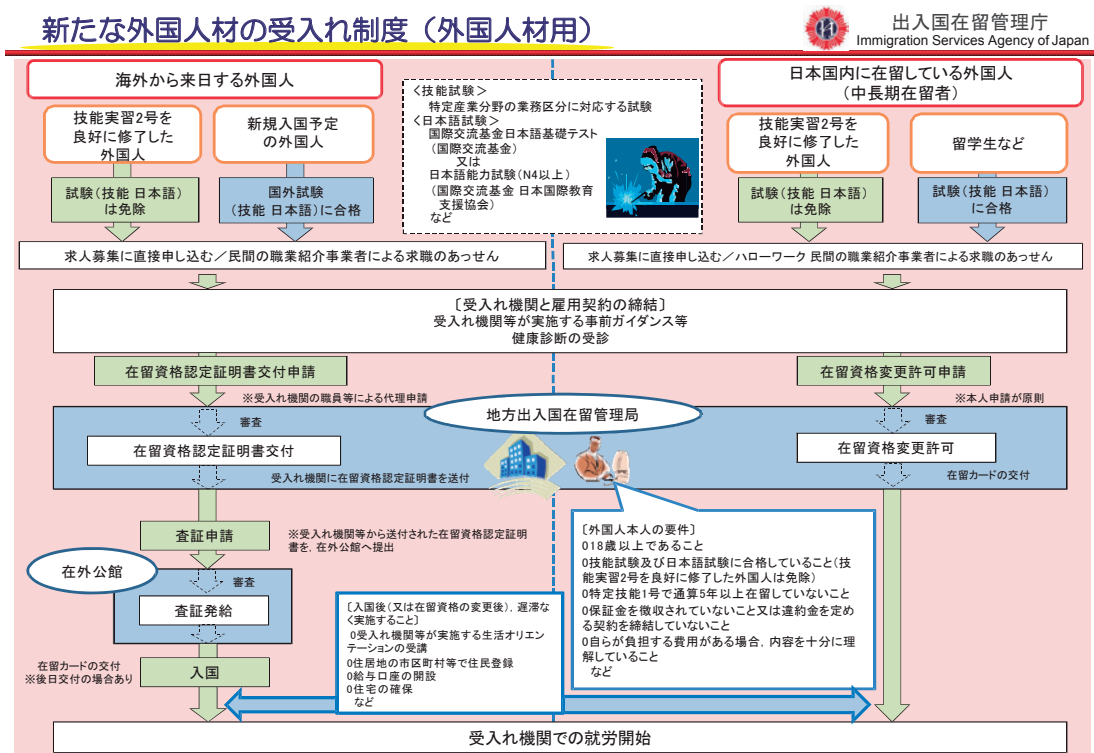 新たな外国人材の受入れ制度（外国人材用）
出入国在留管理庁
Immigration Services Agency of Japan
海外から来日する外国人
技能実習2号を
良好に修了した
外国人
新規入国予定
の外国人
試験（技能 日本語）
は免除
国外試験
（技能 日本語）に合格
＜技能試験＞
特定産業分野の業務区分に対応する試験
＜日本語試験＞
国際交流基金日本語基礎テスト
（国際交流基金）
又は
日本語能力試験（N4以上）
（国際交流基金 日本国際教育
支援協会）
など
日本国内に在留している外国人
（中長期在留者）
技能実習2号を
良好に修了した
外国人
留学生など
試験（技能 日本語）
は免除
試験（技能 日本語）
に合格
求人募集に直接申し込む／民間の職業紹介事業者による求職のあっせん
求人募集に直接申し込む／ハローワーク 民間の職業紹介事業者による求職のあっせん
〔受入れ機関と雇用契約の締結〕
受入れ機関等が実施する事前ガイダンス等
健康診断の受診
在留資格認定証明書交付申請
※受入れ機関の職員等による代理申請
在留資格変更許可申請
※本人申請が原則
地方出入国在留管理局
審査
在留資格認定証明書交付
受入れ機関に在留資格認定証明書を送付
審査
在留資格変更許可
在留カードの交付
査証申請
※受入れ機関等から送付された在留資格認定証明
書を，在外公館へ提出
在外公館
審査
査証発給
在留カードの交付
※後日交付の場合あり
入国
〔入国後（又は在留資格の変更後），遅滞な
く実施すること〕
0受入れ機関等が実施する生活オリエン
テーションの受講
0住居地の市区町村等で住民登録
0給与口座の開設
0住宅の確保
など
〔外国人本人の要件〕
018歳以上であること
0技能試験及び日本語試験に合格していること（技
能実習2号を良好に修了した外国人は免除）
0特定技能1号で通算5年以上在留していないこと
0保証金を徴収されていないこと又は違約金を定め
る契約を締結していないこと
0自らが負担する費用がある場合，内容を十分に理
解していること
など
受入れ機関での就労開始